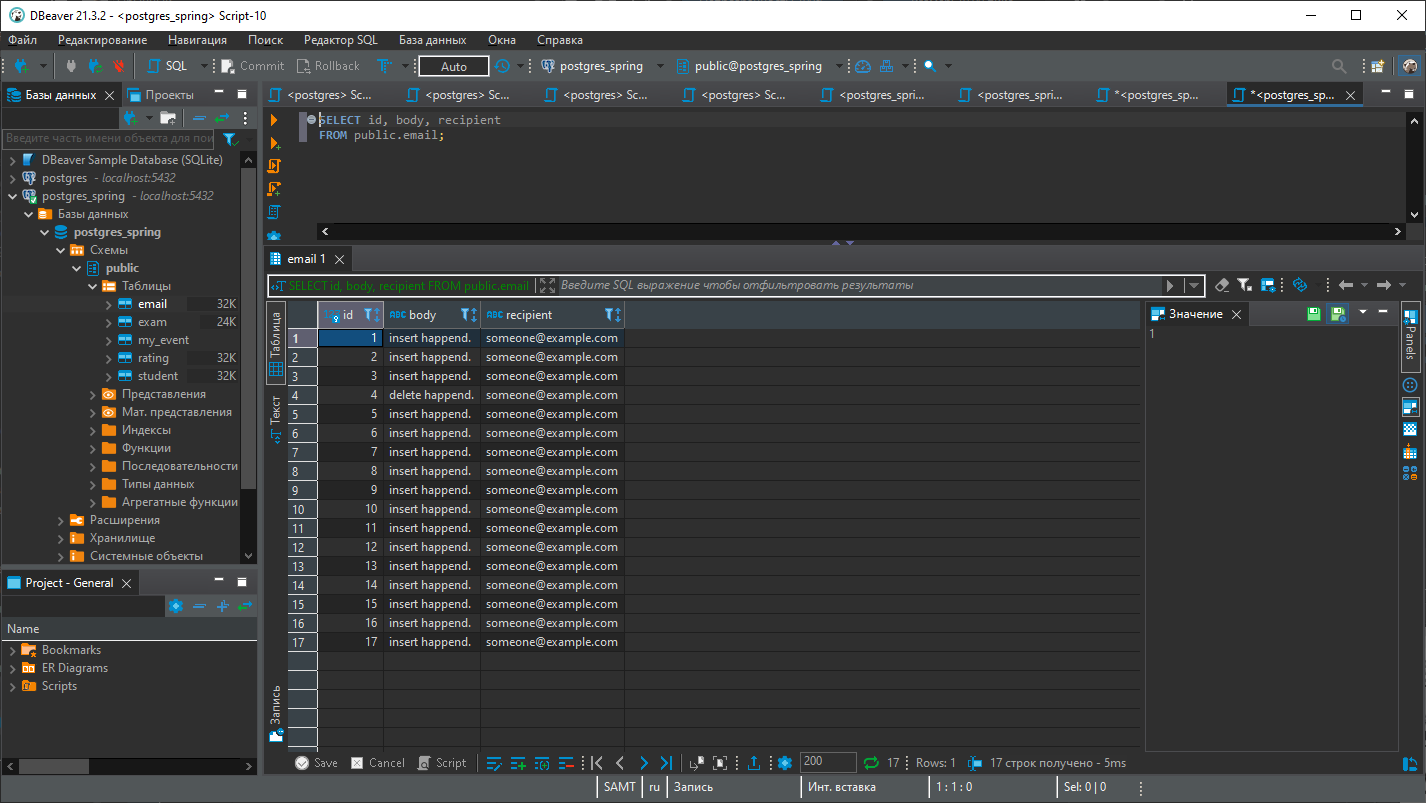 DBeaver 21.3.2 - <postgres_spring> Script-10
Файл Редактирование Навигация Поиск Редактор SQL База данных Окна Справка
SQL Commit Rollback Auto postgres_spring public@postgres_spring
Базы данных Проекты
<postgres> Sc... <postgres> Sc... <postgres> Sc... <postgres> Sc... <postgres_spri... <postgres_spri... *<postgres_sp... *<postgres_sp...
Введите часть имени объекта для пои
DBeaver Sample Database (SQLite)
postgres - localhost:5432
postgres_spring - localhost:5432
Базы данных
postgres_spring
Схемы
public
Таблицы
email 32K
exam 24K
my_event
rating 32K
student 32K
Представления
Мат. представления
Индексы
Функции
Последовательности
Типы данных
Агрегатные функции
Расширения
Хранилище
Системные объекты
Project - General
Name
Bookmarks
ER Diagrams
Scripts
SELECT id, body, recipient
FROM public.email;
email 1
SELECT id, body, recipient FROM public.email
Введите SQL выражение чтобы отфильтровать результаты
Таблица
Текст
Запись
123 id ABC body ABC recipient
1 1 insert happend. someone@example.com
2 2 insert happend. someone@example.com
3 3 insert happend. someone@example.com
4 4 delete happend. someone@example.com
5 5 insert happend. someone@example.com
6 6 insert happend. someone@example.com
7 7 insert happend. someone@example.com
8 8 insert happend. someone@example.com
9 9 insert happend. someone@example.com
10 10 insert happend. someone@example.com
11 11 insert happend. someone@example.com
12 12 insert happend. someone@example.com
13 13 insert happend. someone@example.com
14 14 insert happend. someone@example.com
15 15 insert happend. someone@example.com
16 16 insert happend. someone@example.com
17 17 insert happend. someone@example.com
Значение
1
Panels
Save Cancel Script 200 17 Rows: 1 17 строк получено - 5ms
SAMT ru Запись Инт. вставка 1 : 1 : 0 Sel: 0 | 0